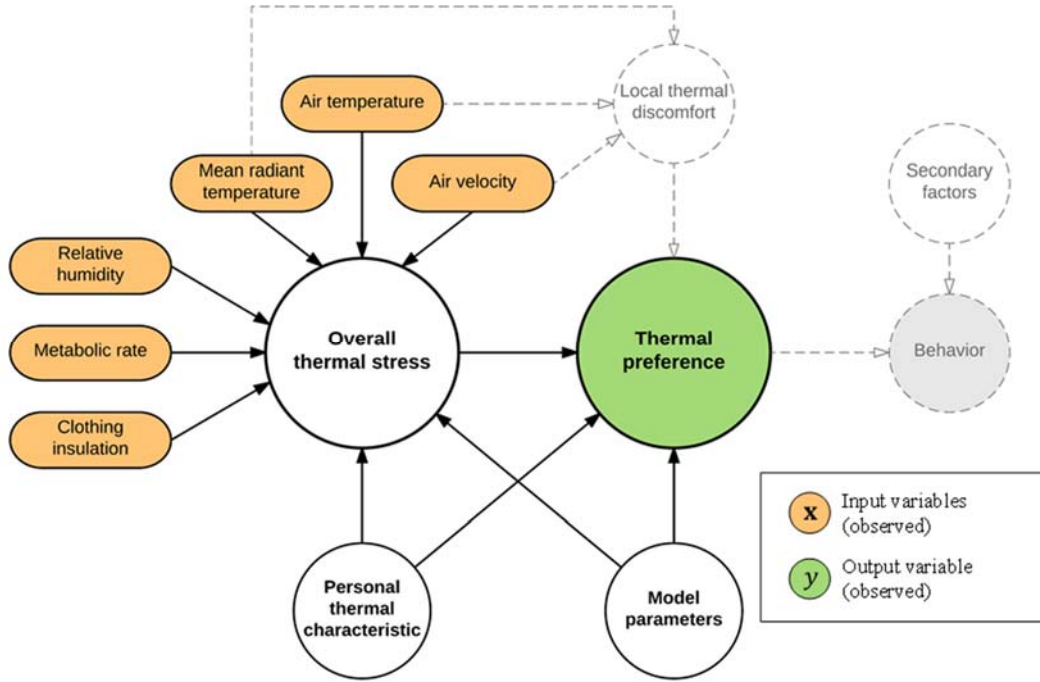 Air temperature
Local thermal
discomfort
Mean radiant
temperature
Air velocity
Secondary
factors
Relative
humidity
Overall
thermal stress
Thermal
preference
Metabolic rate
Behavior
Clothing
insulation
Personal
thermal
characteristic
Model
parameters
x Input variables
(observed)
y Output variable
(observed)